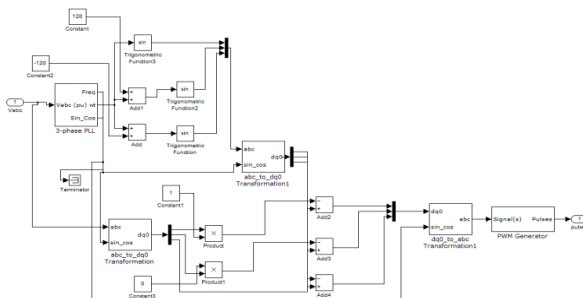 120
Constant
-120
Constant2
sin
Trigonometric
Function3
+
+
Add1
sin
Trigonometric
Function2
+
+
Add
sin
Trigonometric
Function
1
Vabc
Freq
Vabc (pu) wt
Sin_Cos
3-phase PLL
Terminator
abc
sin_cos
dq0
abc_to_dq0
Transformation1
1
Constant1
abc
sin_cos
dq0
abc_to_dq0
Transformation
×
Product
×
Product1
0
Constant3
−
+
Add2
−
+
Add3
−
+
Add4
dq0
sin_cos
abc
dq0_to_abc
Transformation1
Signal(s)
Pulses
PWM Generator
1